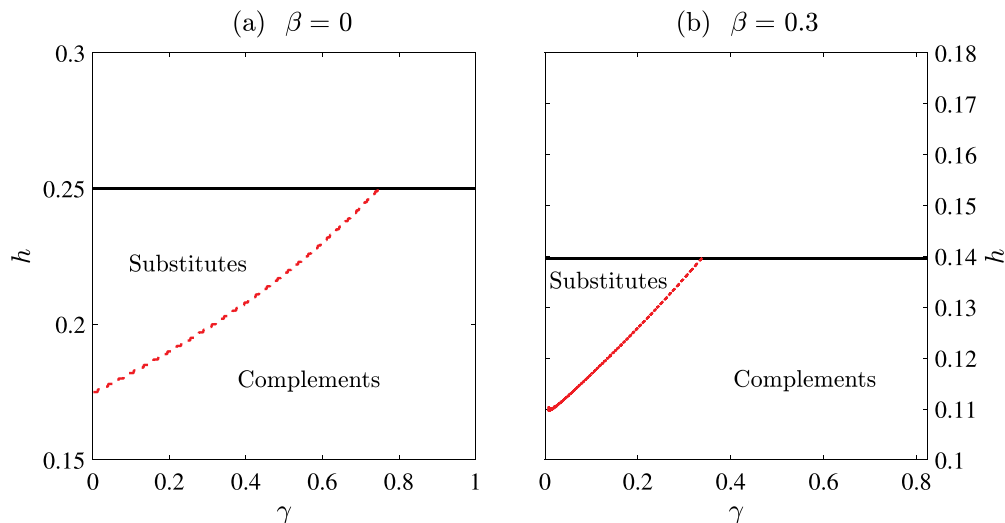 (a) β = 0
0.3
0.25
0.2
0.15
h
Substitutes
Complements
0 0.2 0.4 0.6 0.8 1
γ
(b) β = 0.3
0.18
0.17
0.16
0.15
0.14
0.13
0.12
0.11
0.1
h
Substitutes
Complements
0 0.2 0.4 0.6 0.8
γ